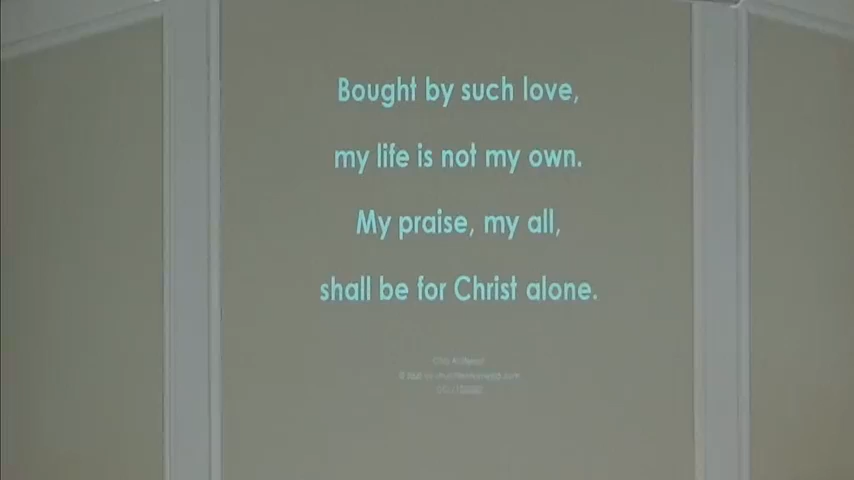 Bought by such love,
my life is not my own.
My praise, my all,
shall be for Christ alone.